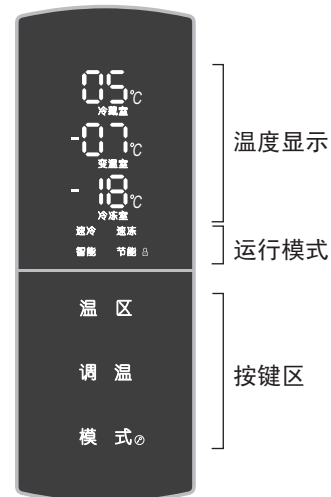 05℃
冷藏室
-07℃
变温室
-18℃
冷冻室
速冷 速冻
智能 节能
温 区
调 温
模 式
温度显示
运行模式
按键区